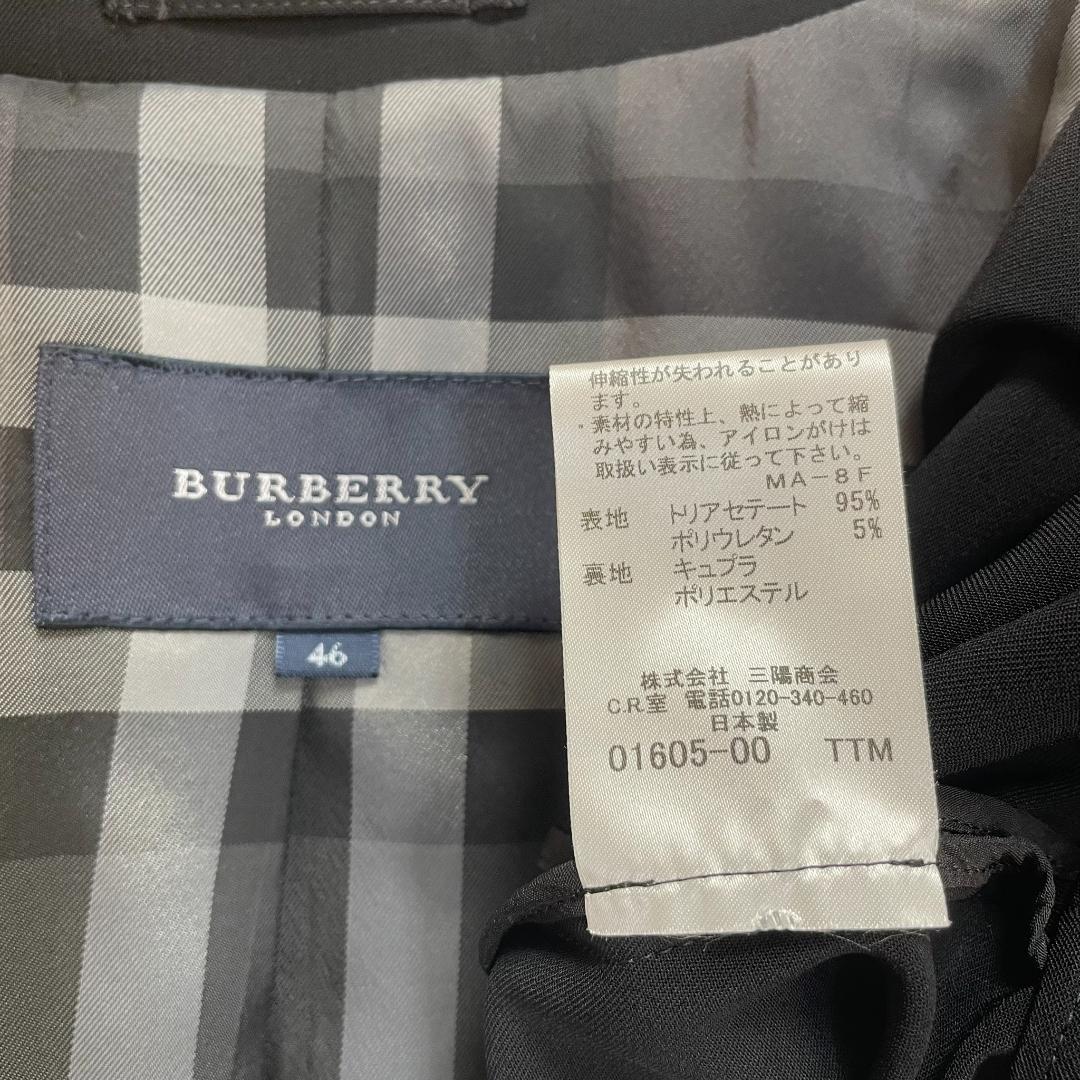 BURBERRY
LONDON
46
伸縮性が失われることがあり
ます。
・素材の特性上、熱によって縮
みやすい為、アイロンがけは
取扱い表示に従って下さい。
MA-8F
表地 トリアセテート 95%
ポリウレタン 5%
裏地 キュプラ
ポリエステル
株式会社 三陽商会
C.R.室 電話0120-340-460
日本製
01605-00 TTM